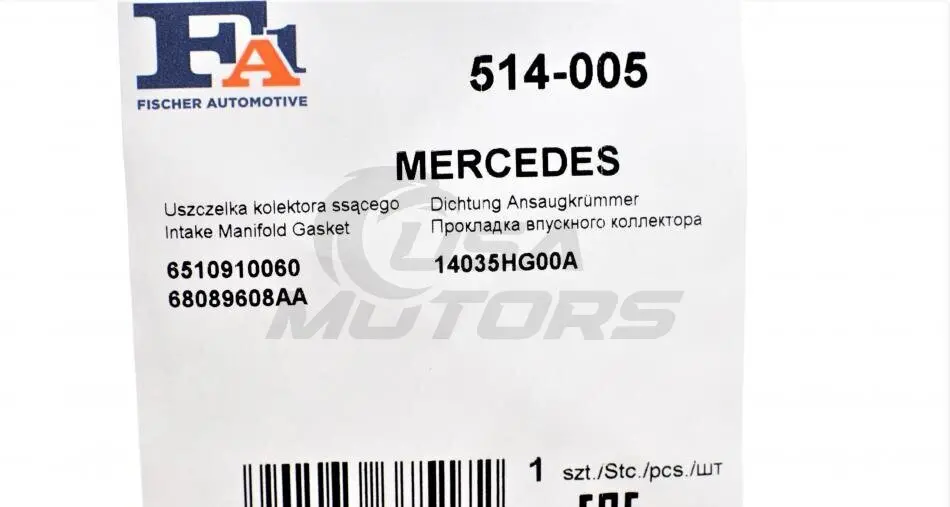 FA1
FISCHER AUTOMOTIVE
514-005
MERCEDES
Uszczelka kolektora ssącego
Intake Manifold Gasket
Dichtung Ansaugkrümmer
Прокладка впускного коллектора
6510910060
68089608AA
14035HG00A
USA
MUTORS
1 szt./Stc./pcs./шт